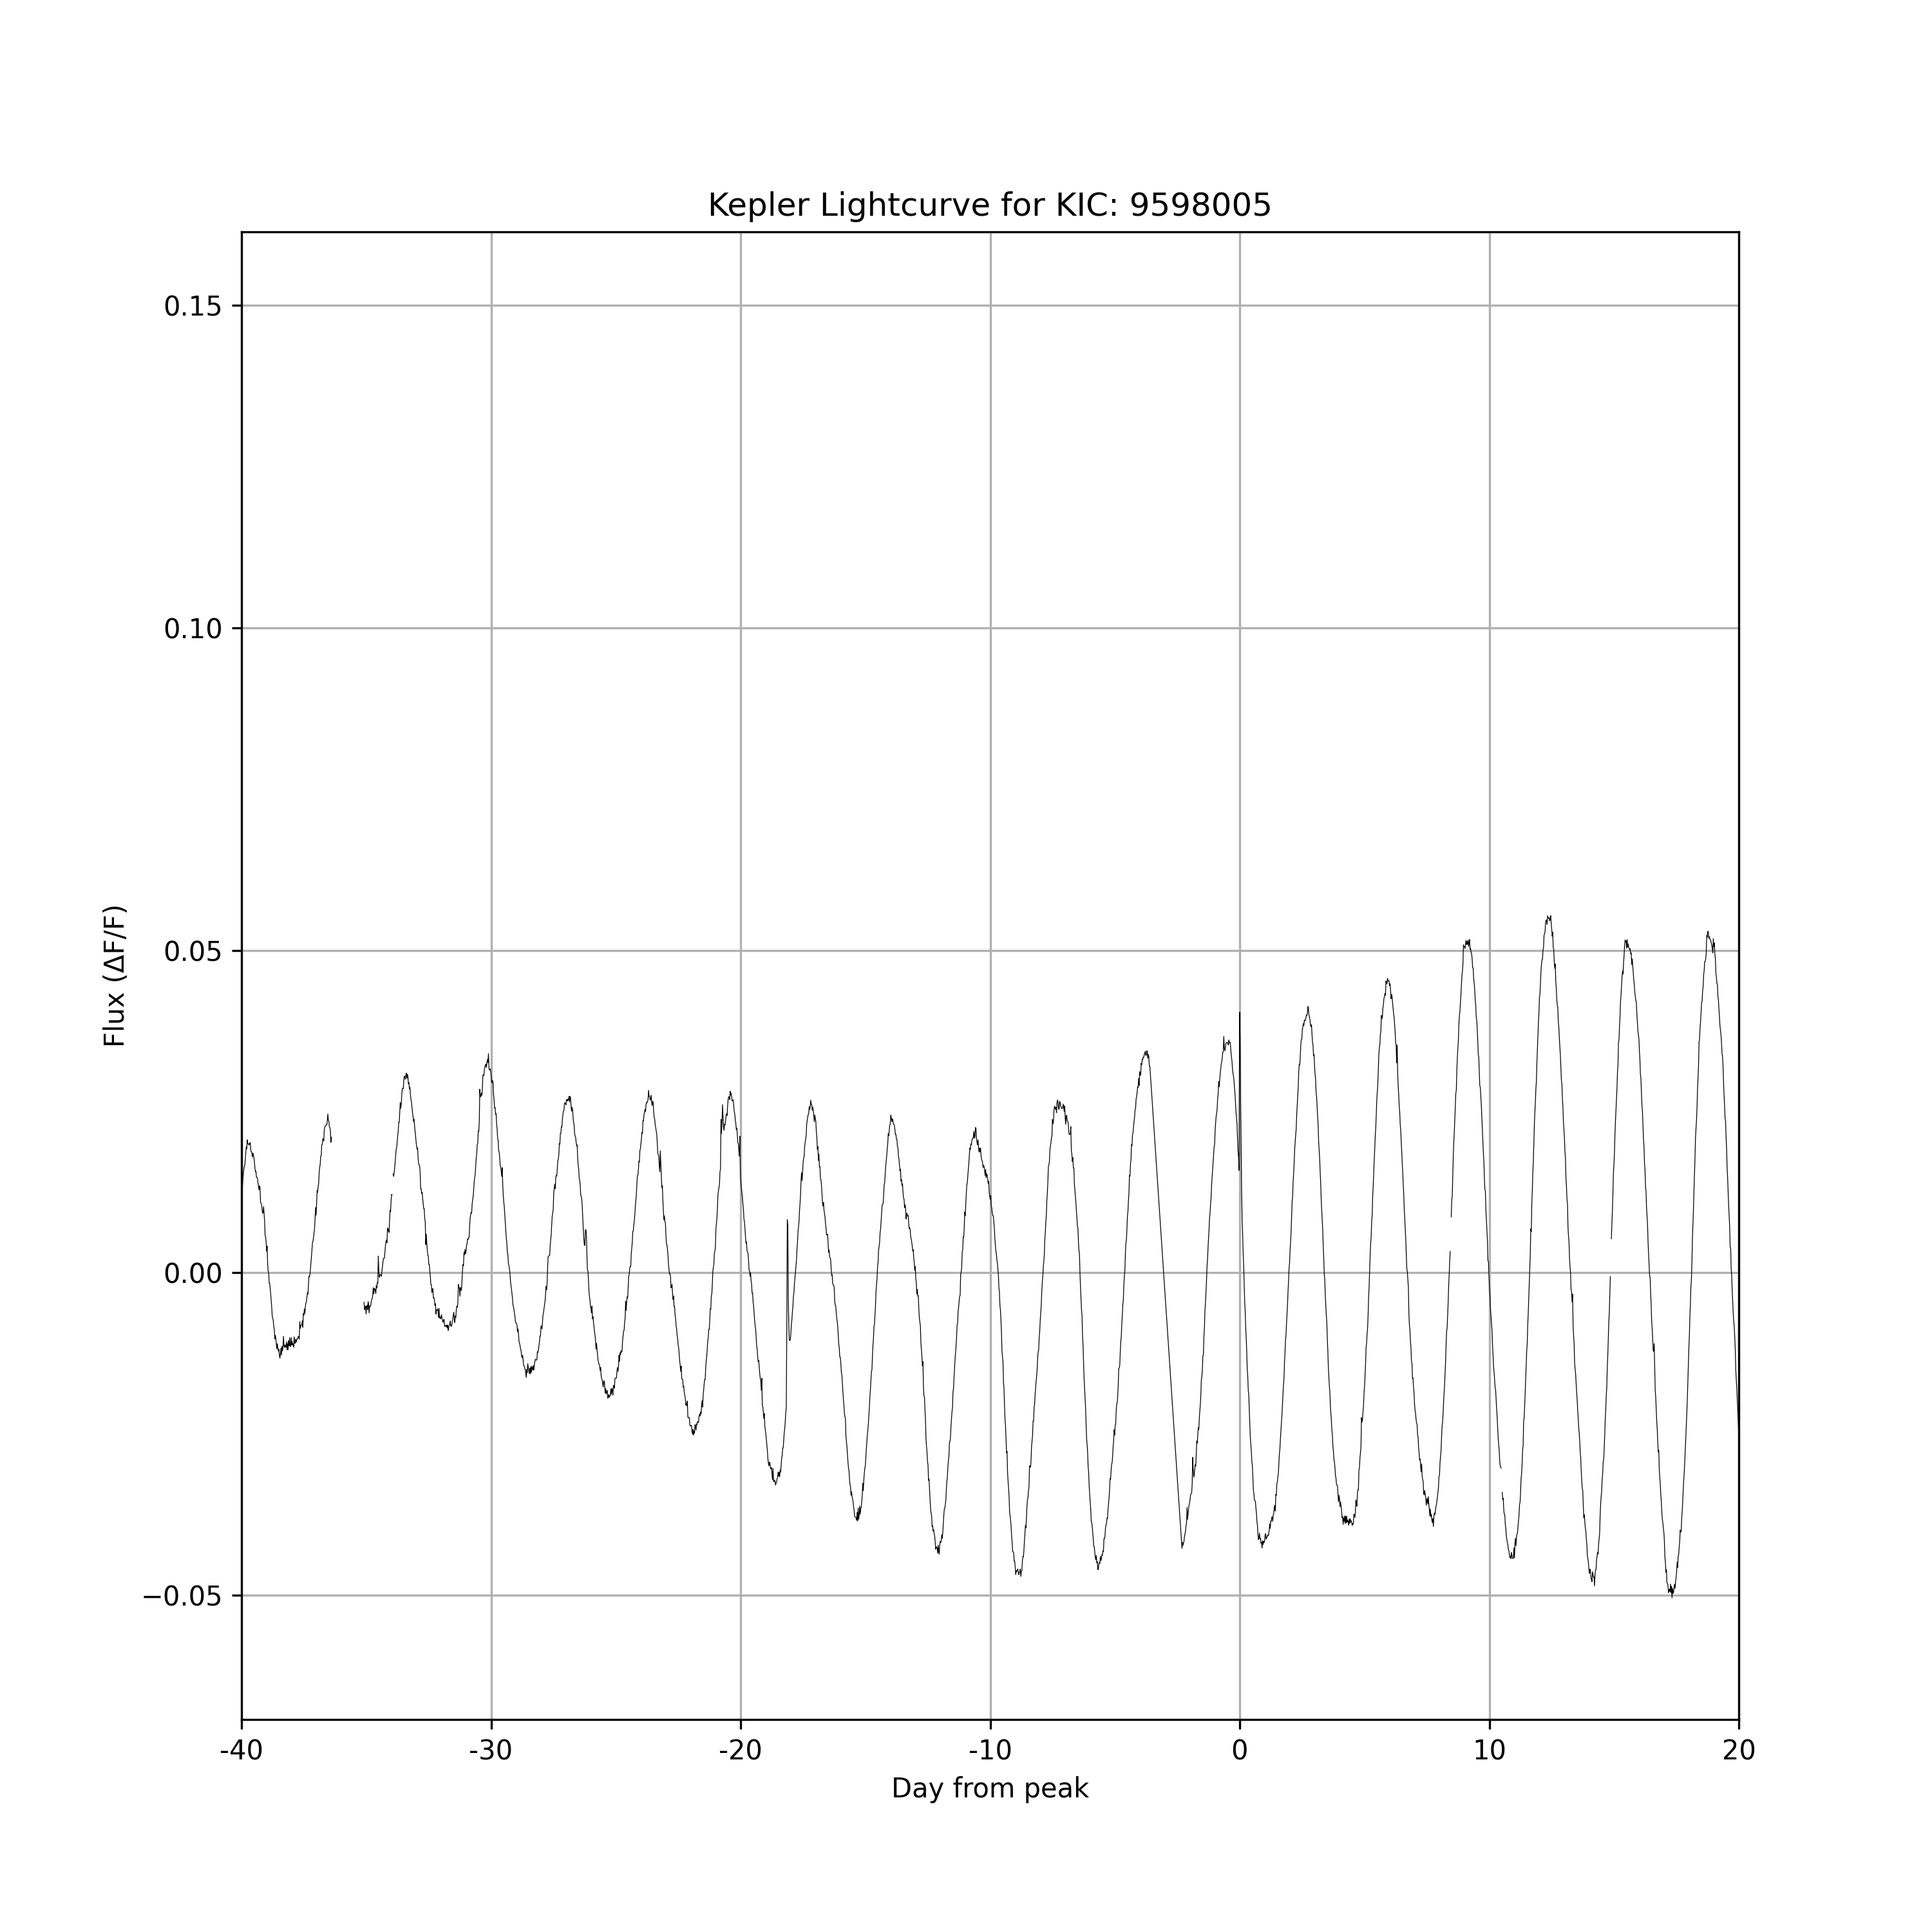 Kepler Lightcurve for KIC: 9598005
0.15
0.10
0.05
0.00
−0.05
Flux (ΔF/F)
-40 -30 -20 -10 0 10 20
Day from peak